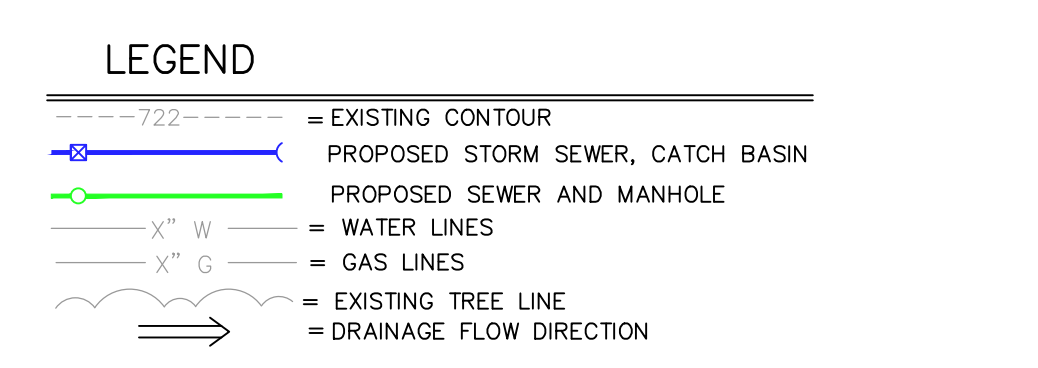 LEGEND
722 = EXISTING CONTOUR
PROPOSED STORM SEWER, CATCH BASIN
PROPOSED SEWER AND MANHOLE
X” W = WATER LINES
X” G = GAS LINES
= EXISTING TREE LINE
= DRAINAGE FLOW DIRECTION